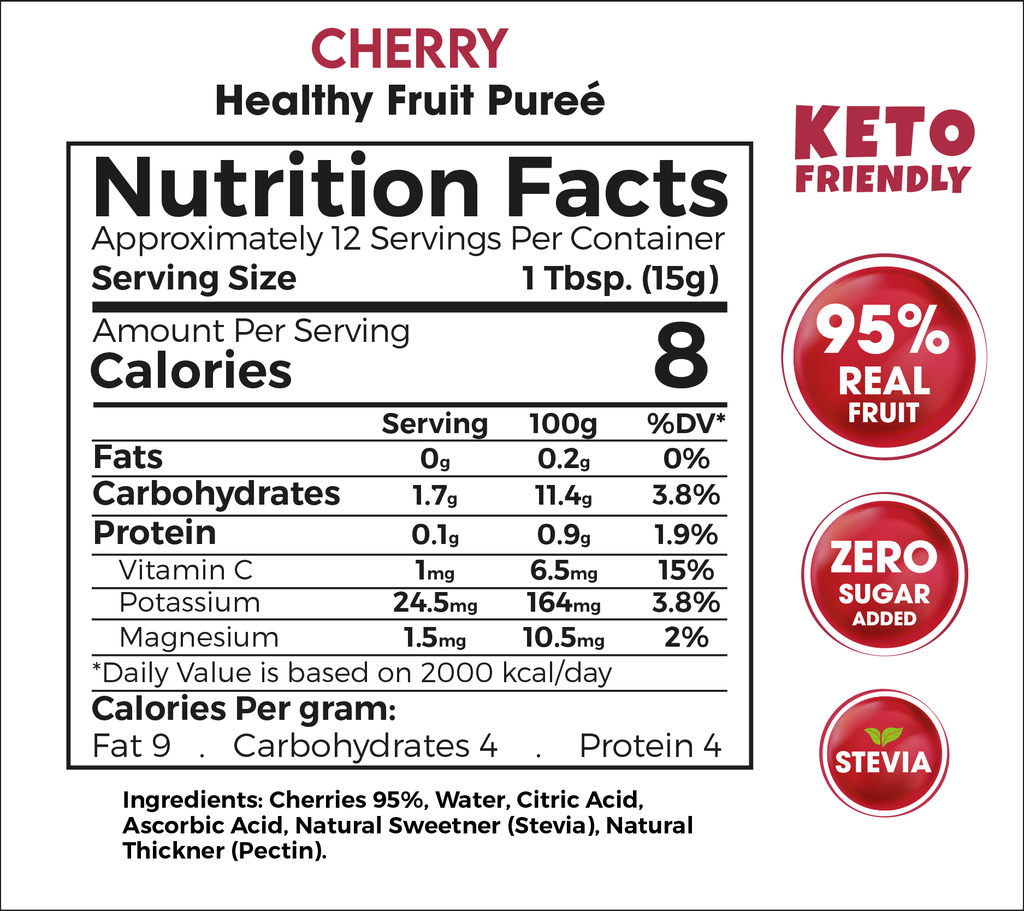 CHERRY
Healthy Fruit Pureé
Nutrition Facts
Approximately 12 Servings Per Container
Serving Size 1 Tbsp. (15g)
Amount Per Serving
Calories 8
Serving 100g %DV*
Fats 0g 0.2g 0%
Carbohydrates 1.7g 11.4g 3.8%
Protein 0.1g 0.9g 1.9%
Vitamin C 1mg 6.5mg 15%
Potassium 24.5mg 164mg 3.8%
Magnesium 1.5mg 10.5mg 2%
*Daily Value is based on 2000 kcal/day
Calories Per gram:
Fat 9 . Carbohydrates 4 . Protein 4
Ingredients: Cherries 95%, Water, Citric Acid,
Ascorbic Acid, Natural Sweetner (Stevia), Natural
Thickner (Pectin).
KETO
FRIENDLY
95%
REAL
FRUIT
ZERO
SUGAR
ADDED
STEVIA